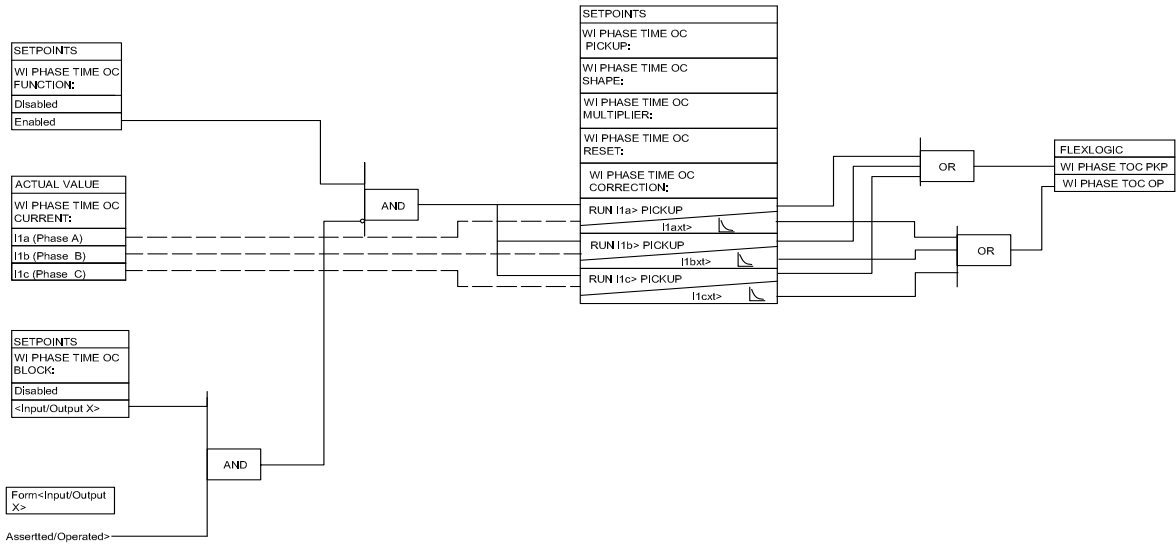 SETPOINTS
WI PHASE TIME OC
FUNCTION:
Disabled
Enabled
ACTUAL VALUE
WI PHASE TIME OC
CURRENT:
I1a (Phase A)
I1b (Phase B)
I1c (Phase C)
SETPOINTS
WI PHASE TIME OC
BLOCK:
Disabled
<Input/Output X>
Form<Input/Output
X>
Assertted/Operated>
AND
AND
SETPOINTS
WI PHASE TIME OC
PICKUP:
WI PHASE TIME OC
SHAPE:
WI PHASE TIME OC
MULTIPLIER:
WI PHASE TIME OC
RESET:
WI PHASE TIME OC
CORRECTION:
RUN I1a> PICKUP
I1axt>
RUN I1b> PICKUP
I1bxt>
RUN I1c> PICKUP
I1cxt>
OR
OR
FLEXLOGIC
WI PHASE TOC PKP
WI PHASE TOC OP